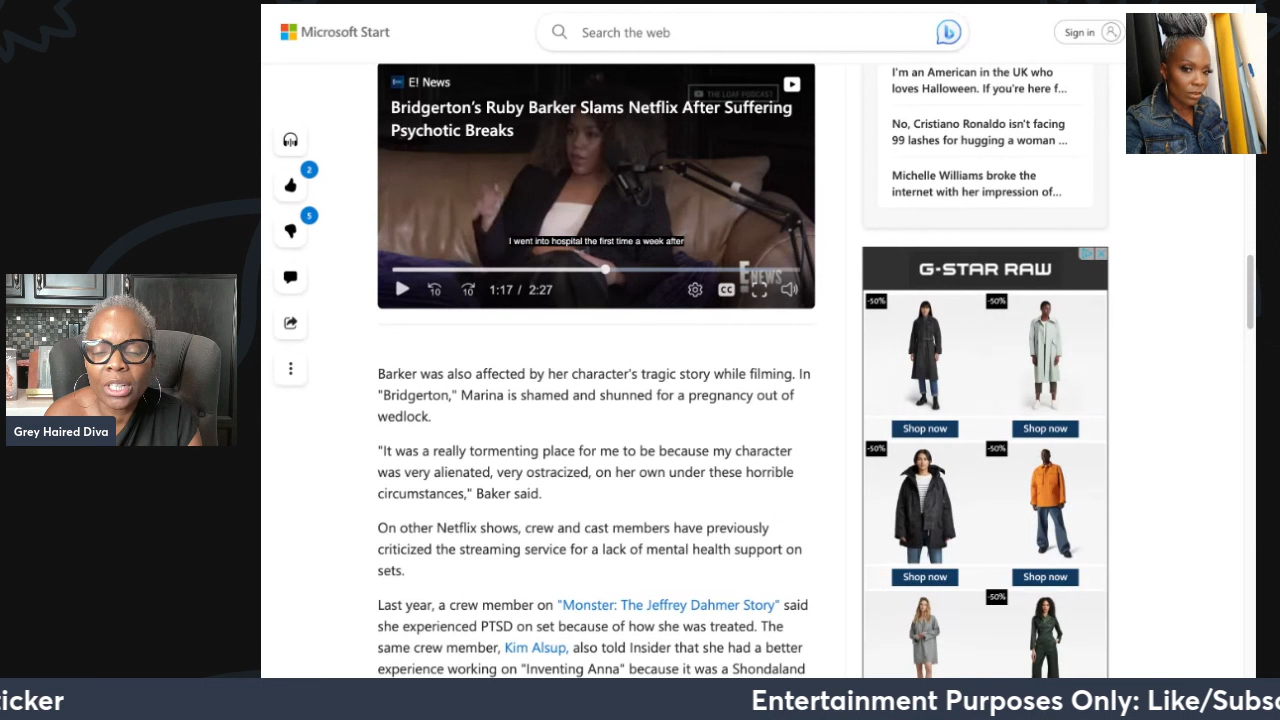 Microsoft Start
Search the web
Sign in
E! News
THE LOAF PODCAST
Bridgerton's Ruby Barker Slams Netflix After Suffering
Psychotic Breaks
I went into hospital the first time a week after
E NEWS
10
10
1:17 / 2:27
CC
2
5
Barker was also affected by her character's tragic story while filming. In
"Bridgerton," Marina is shamed and shunned for a pregnancy out of
wedlock.
"It was a really tormenting place for me to be because my character
was very alienated, very ostracized, on her own under these horrible
circumstances," Baker said.
On other Netflix shows, crew and cast members have previously
criticized the streaming service for a lack of mental health support on
sets.
Last year, a crew member on "Monster: The Jeffrey Dahmer Story" said
she experienced PTSD on set because of how she was treated. The
same crew member, Kim Alsup, also told Insider that she had a better
experience working on "Inventing Anna" because it was a Shondaland
I'm an American in the UK who
loves Halloween. If you're here f...
No, Cristiano Ronaldo isn't facing
99 lashes for hugging a woman ...
Michelle Williams broke the
internet with her impression of...
G-STAR RAW
-50%
-50%
Shop now
Shop now
-50%
-50%
Shop now
Shop now
-50%
Grey Haired Diva
ticker
Entertainment Purposes Only: Like/Subsc